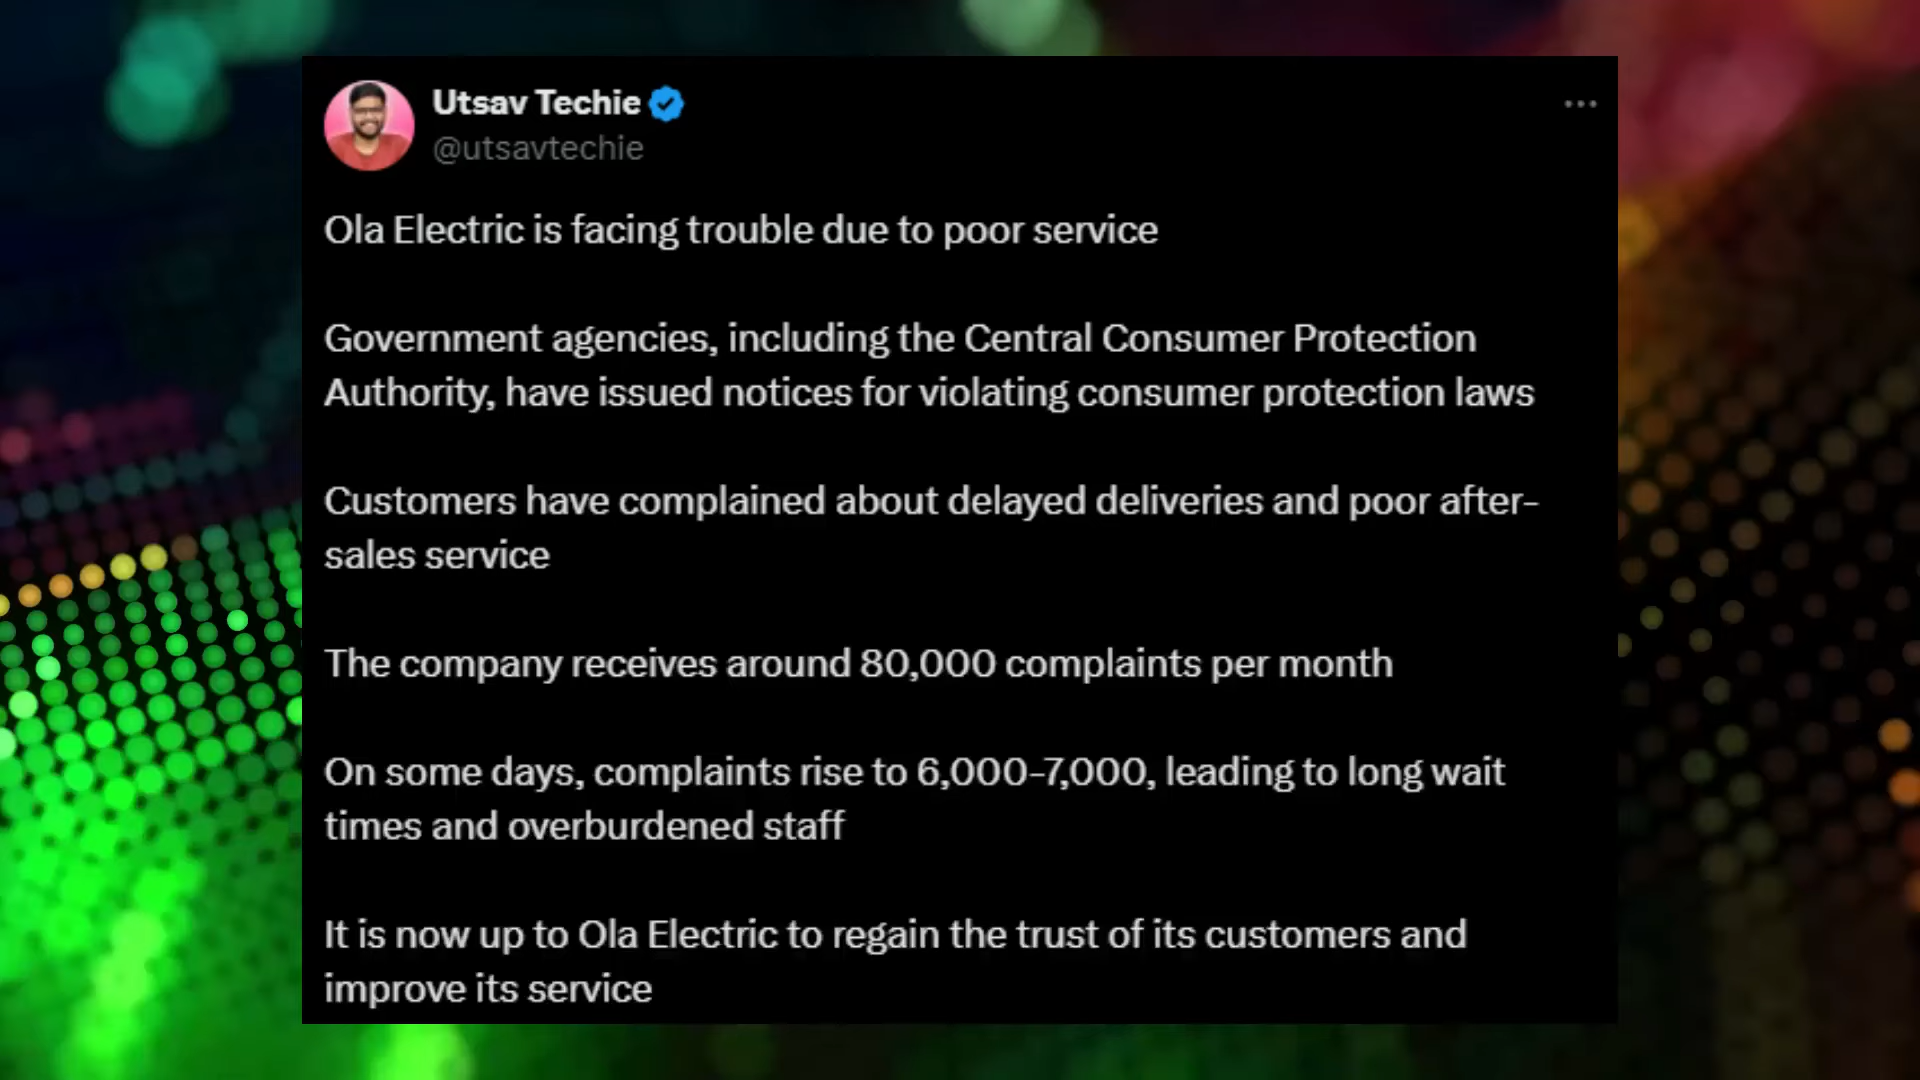 Utsav Techie
@utsavtechie
Ola Electric is facing trouble due to poor service
Government agencies, including the Central Consumer Protection
Authority, have issued notices for violating consumer protection laws
Customers have complained about delayed deliveries and poor after-
sales service
The company receives around 80,000 complaints per month
On some days, complaints rise to 6,000-7,000, leading to long wait
times and overburdened staff
It is now up to Ola Electric to regain the trust of its customers and
improve its service